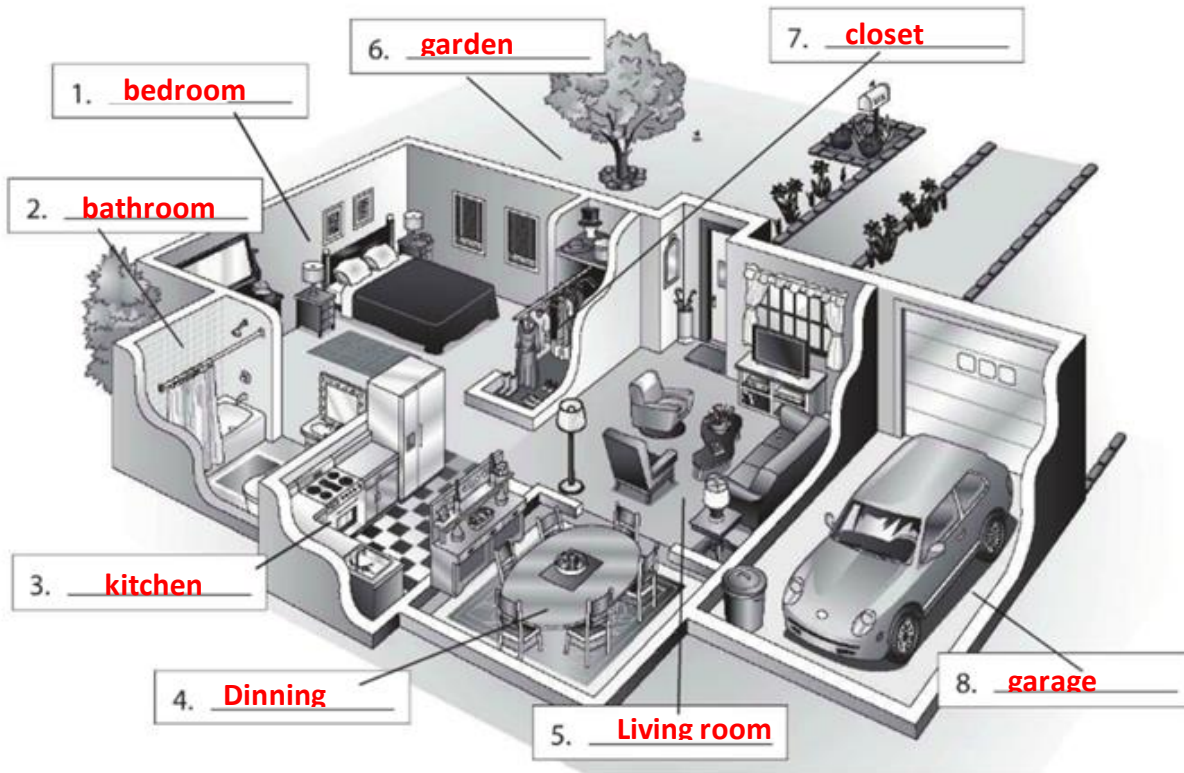 1. bedroom
2. bathroom
3. kitchen
4. Dinning
5. Living room
6. garden
7. closet
8. garage